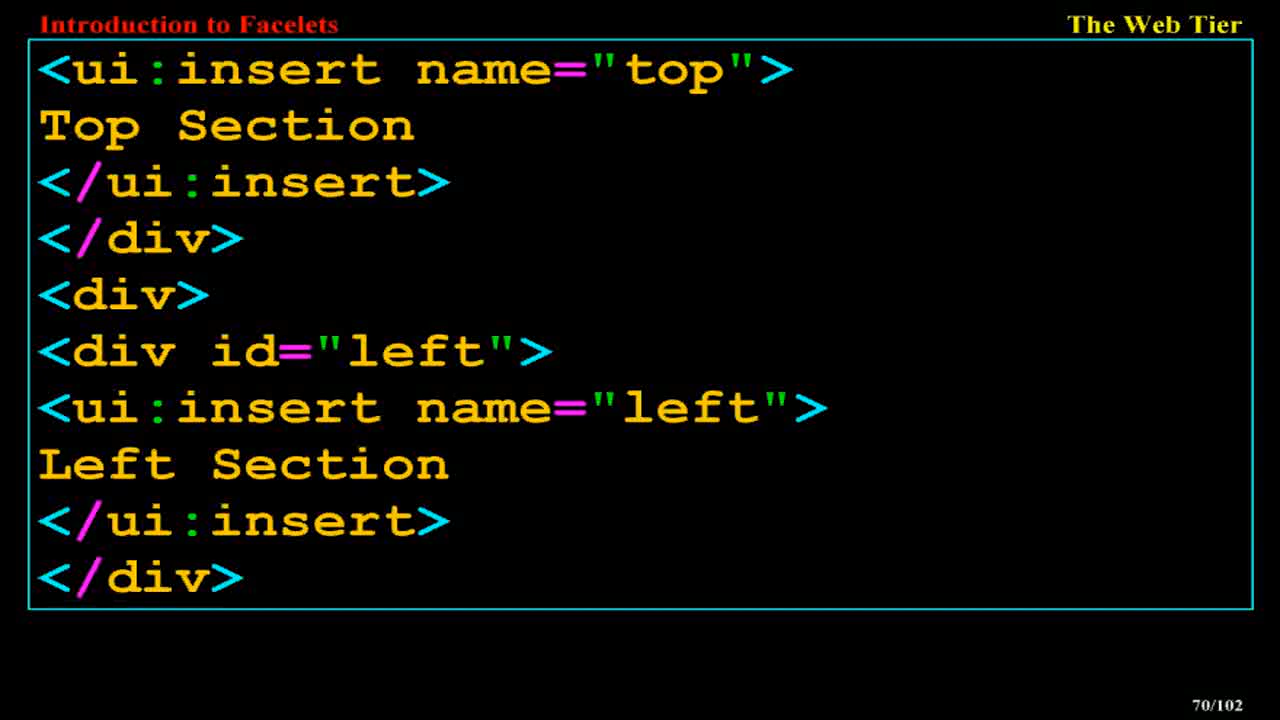 Introduction to Facelets
The Web Tier
<ui:insert name="top">
Top Section
</ui:insert>
</div>
<div>
<div id="left">
<ui:insert name="left">
Left Section
</ui:insert>
</div>
70/102